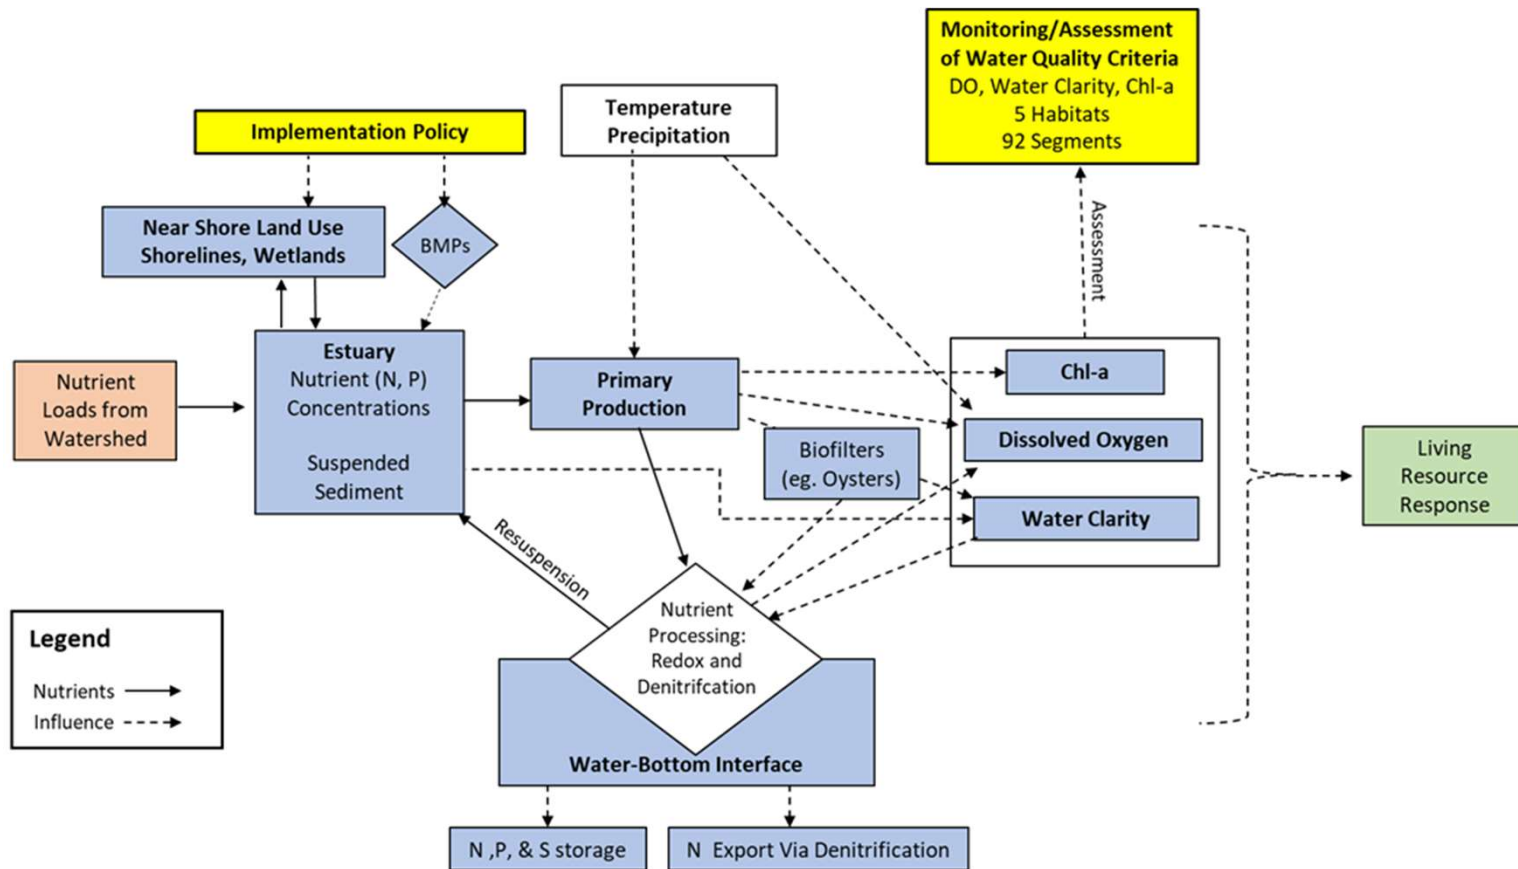 Monitoring/Assessment
of Water Quality Criteria
DO, Water Clarity, Chl-a
5 Habitats
92 Segments
Implementation Policy
Temperature
Precipitation
Near Shore Land Use
Shorelines, Wetlands
BMPs
Assessment
Estuary
Nutrient (N, P)
Concentrations
Suspended
Sediment
Nutrient
Loads from
Watershed
Primary
Production
Chl-a
Dissolved Oxygen
Water Clarity
Biofilters
(eg. Oysters)
Living
Resource
Response
Resuspension
Nutrient
Processing:
Redox and
Denitrifcation
Water-Bottom Interface
Legend
Nutrients
Influence
N ,P, & S storage
N Export Via Denitrification